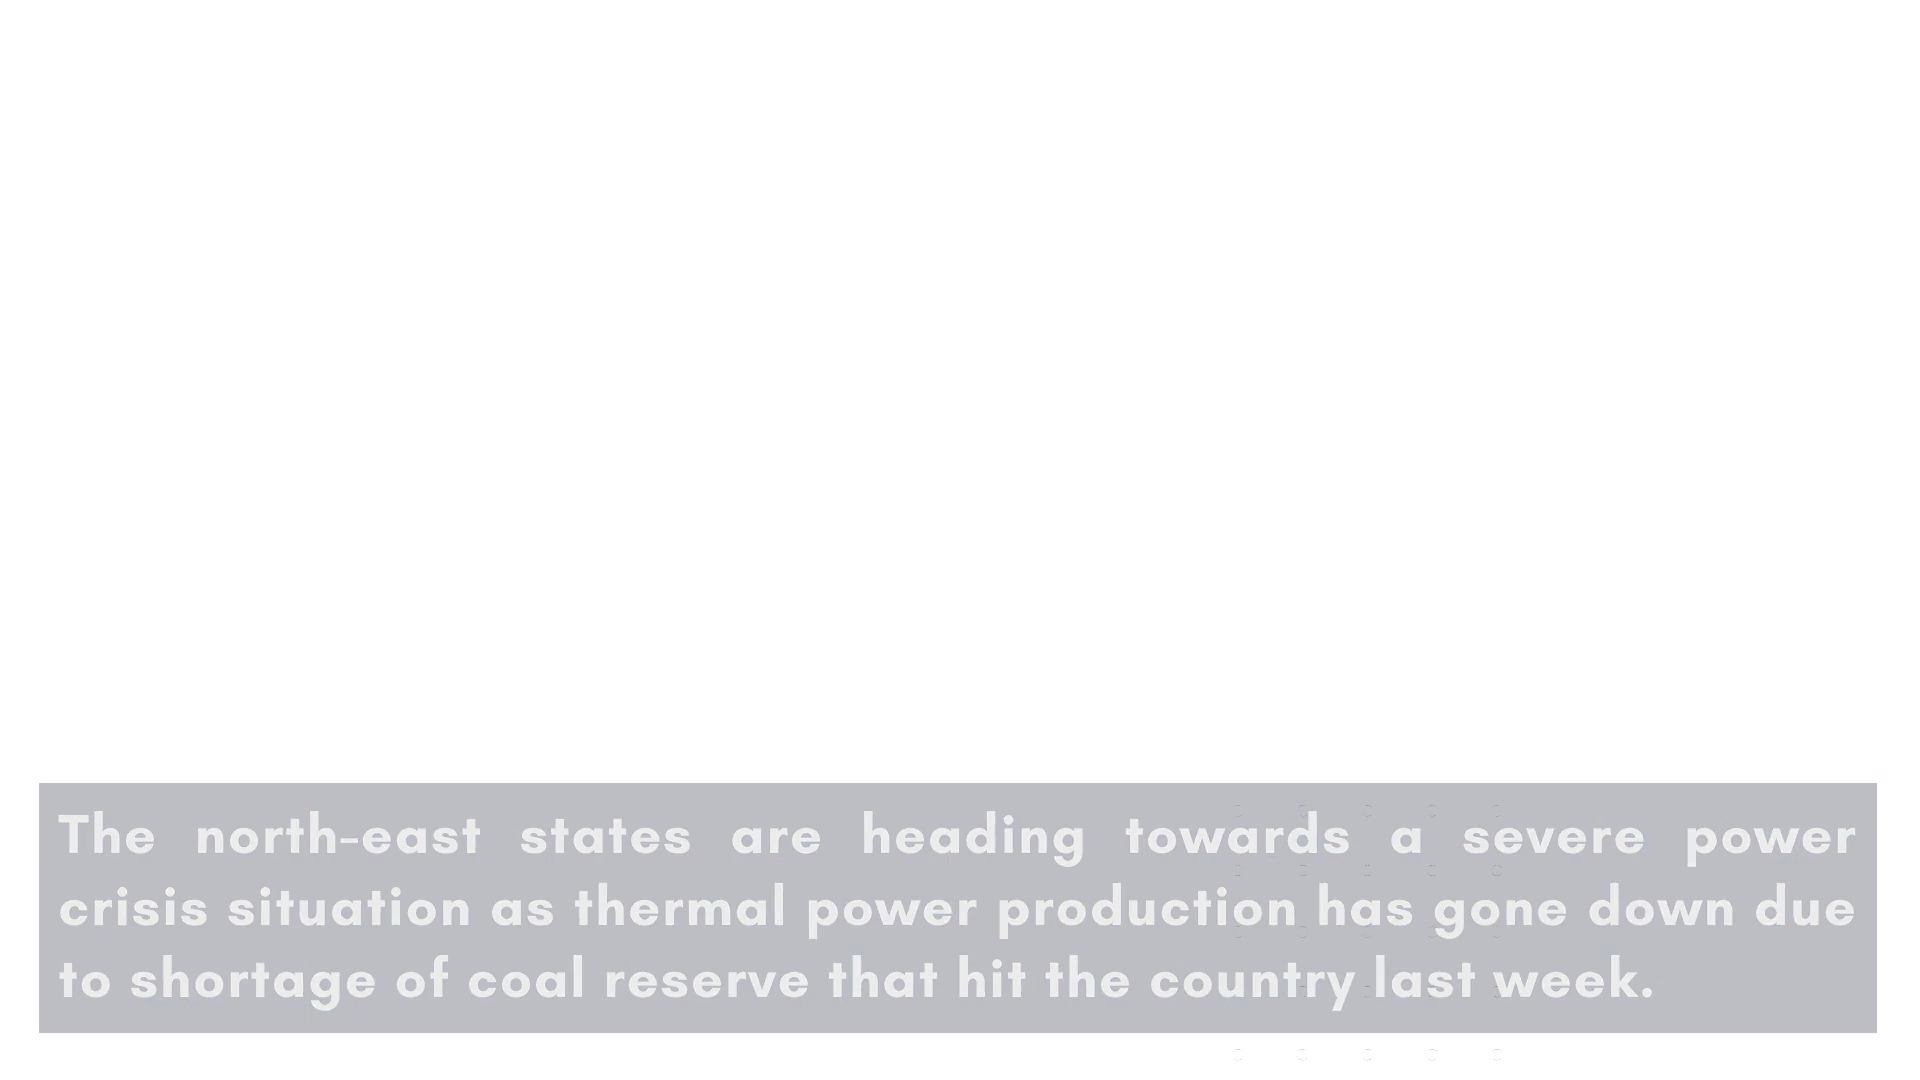 The north-east states are heading towards a severe power
crisis situation as thermal power production has gone down due
to shortage of coal reserve that hit the country last week.